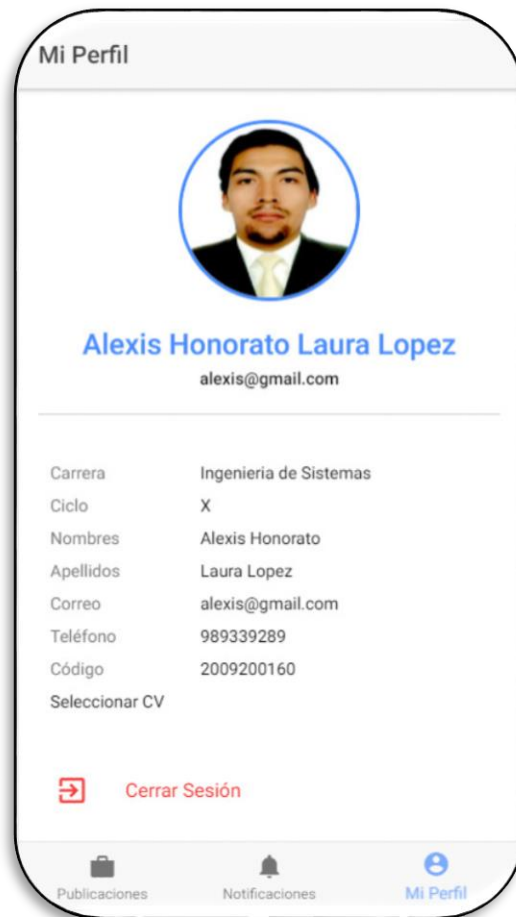 Mi Perfil
Alexis Honorato Laura Lopez
alexis@gmail.com
Carrera Ingenieria de Sistemas
Ciclo X
Nombres Alexis Honorato
Apellidos Laura Lopez
Correo alexis@gmail.com
Teléfono 989339289
Código 2009200160
Seleccionar CV
Cerrar Sesión
Publicaciones Notificaciones Mi Perfil